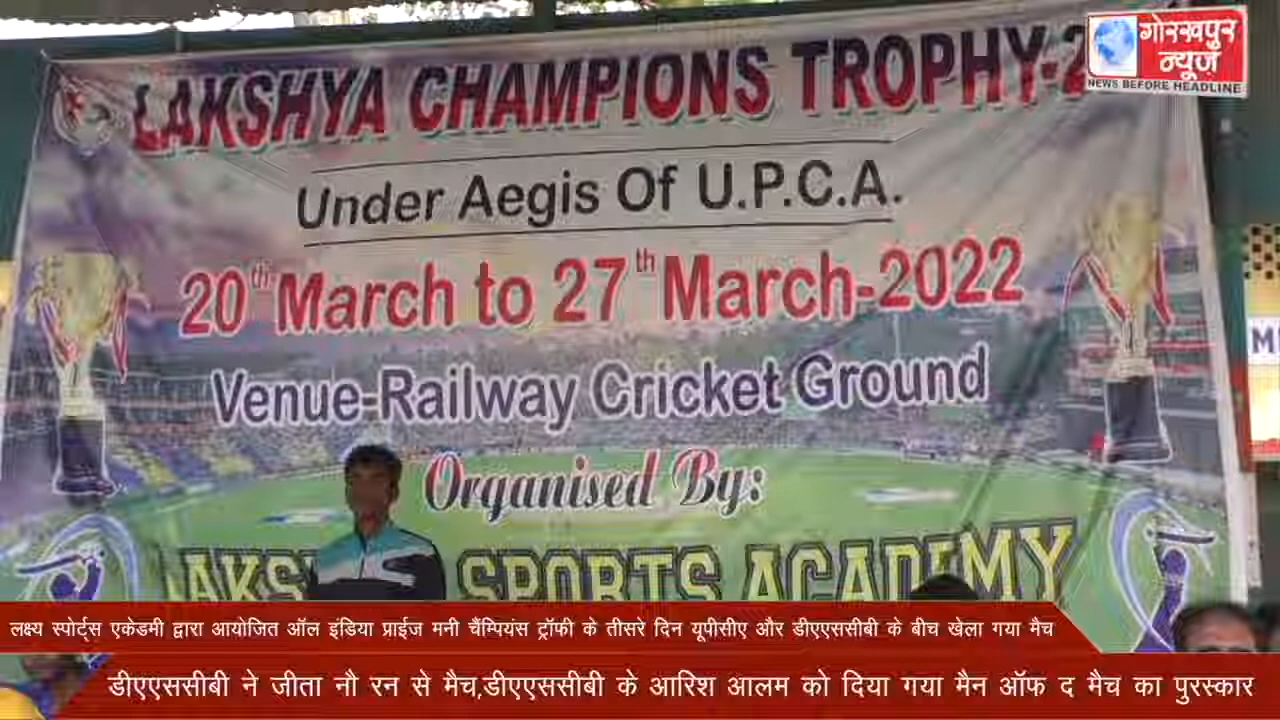 गोरखपुर
न्यूज़
NEWS BEFORE HEADLINE
LAKSHYA CHAMPIONS TROPHY-2
Under Aegis Of U.P.C.A.
20th March to 27th March-2022
Venue-Railway Cricket Ground
Organised By:
SPORTS ACADIMY
लक्ष्य स्पोर्ट्स एकेडमी द्वारा आयोजित ऑल इंडिया प्राईज मनी चैंम्पियंस ट्रॉफी के तीसरे दिन यूपीसीए और डीएएससीबी के बीच खेला गया मैच
डीएएससीबी ने जीता नौ रन से मैच,डीएएससीबी के आरिश आलम को दिया गया मैन ऑफ द मैच का पुरस्कार